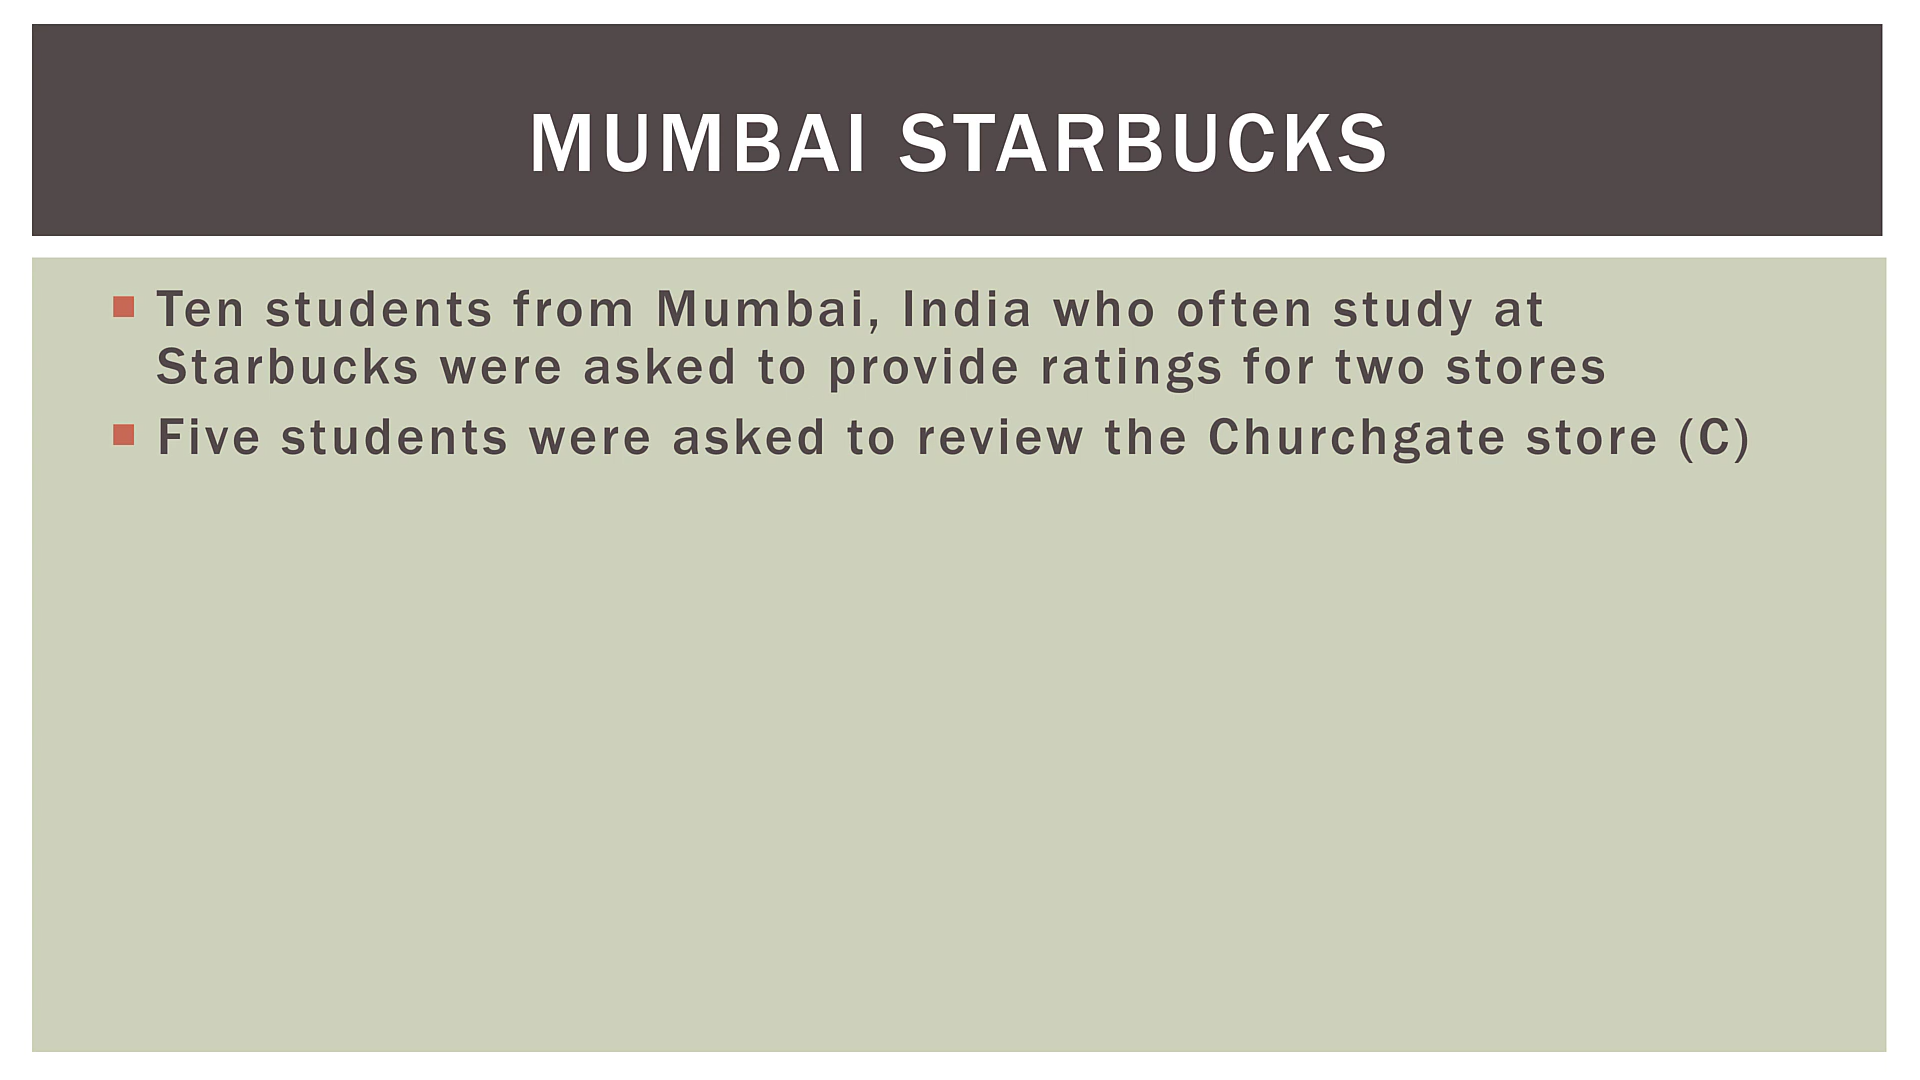 MUMBAI STARBUCKS
Ten students from Mumbai, India who often study at
Starbucks were asked to provide ratings for two stores
Five students were asked to review the Churchgate store (C)